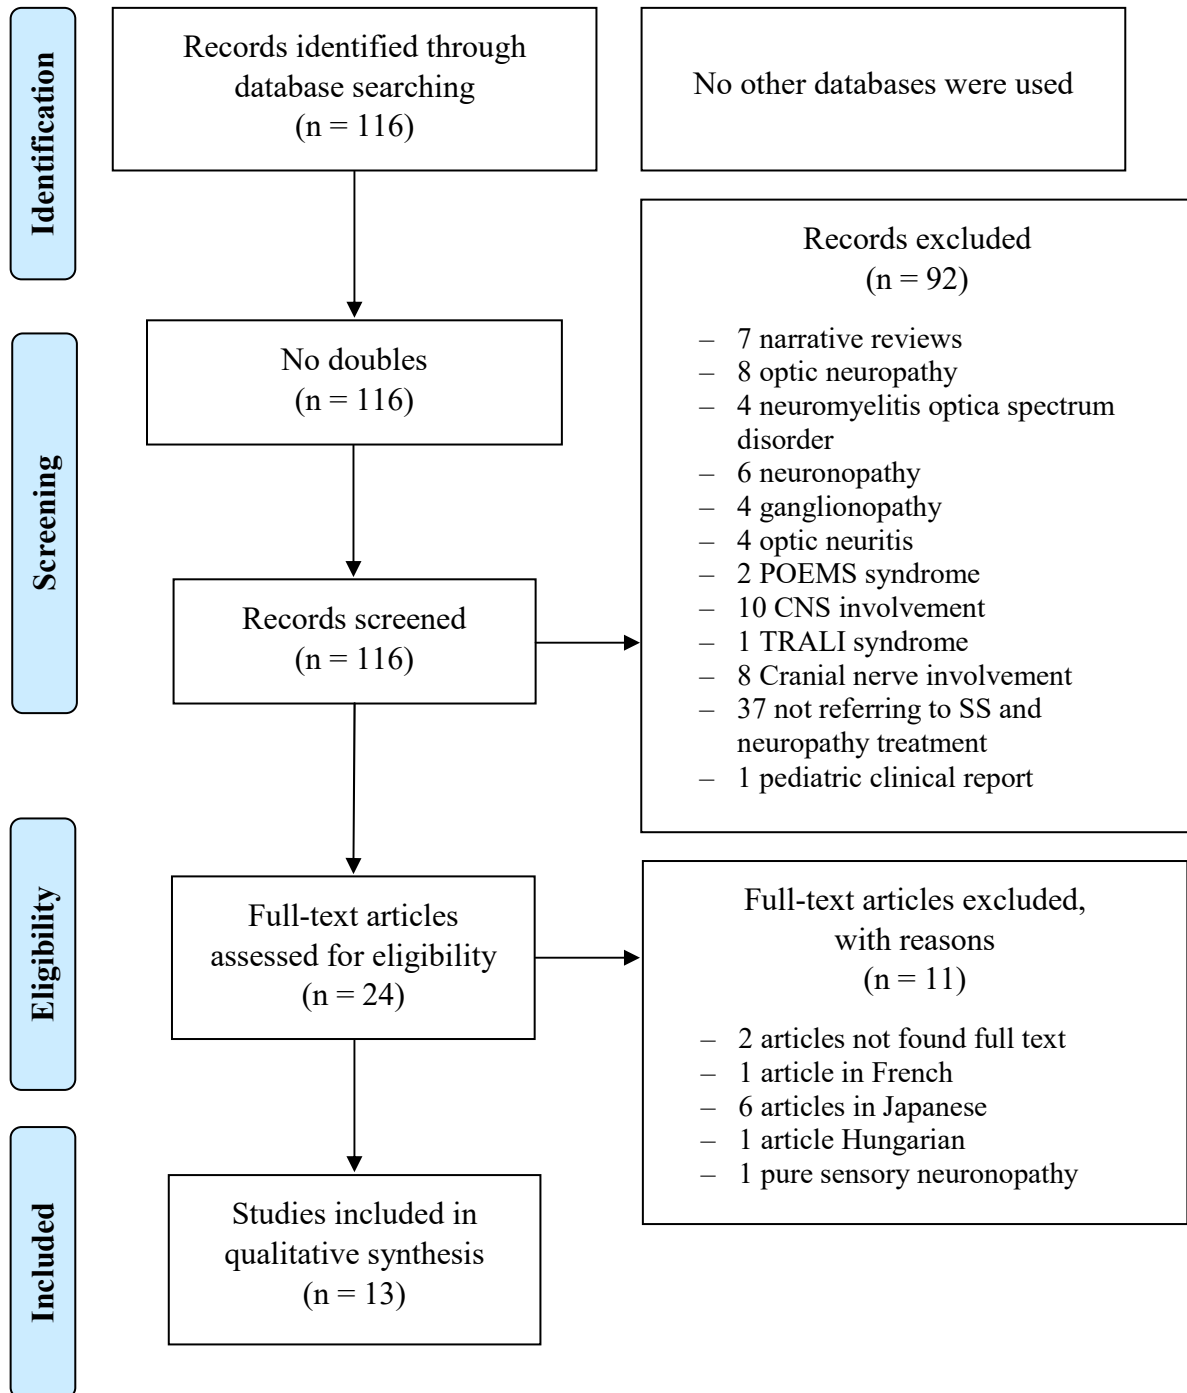 Identification
Records identified through
database searching
(n = 116)
No other databases were used
Screening
No doubles
(n = 116)
Records screened
(n = 116)
Records excluded
(n = 92)
– 7 narrative reviews
– 8 optic neuropathy
– 4 neuromyelitis optica spectrum
disorder
– 6 neuronopathy
– 4 ganglionopathy
– 4 optic neuritis
– 2 POEMS syndrome
– 10 CNS involvement
– 1 TRALI syndrome
– 8 Cranial nerve involvement
– 37 not referring to SS and
neuropathy treatment
– 1 pediatric clinical report
Eligibility
Full-text articles
assessed for eligibility
(n = 24)
Full-text articles excluded,
with reasons
(n = 11)
– 2 articles not found full text
– 1 article in French
– 6 articles in Japanese
– 1 article Hungarian
– 1 pure sensory neuronopathy
Included
Studies included in
qualitative synthesis
(n = 13)